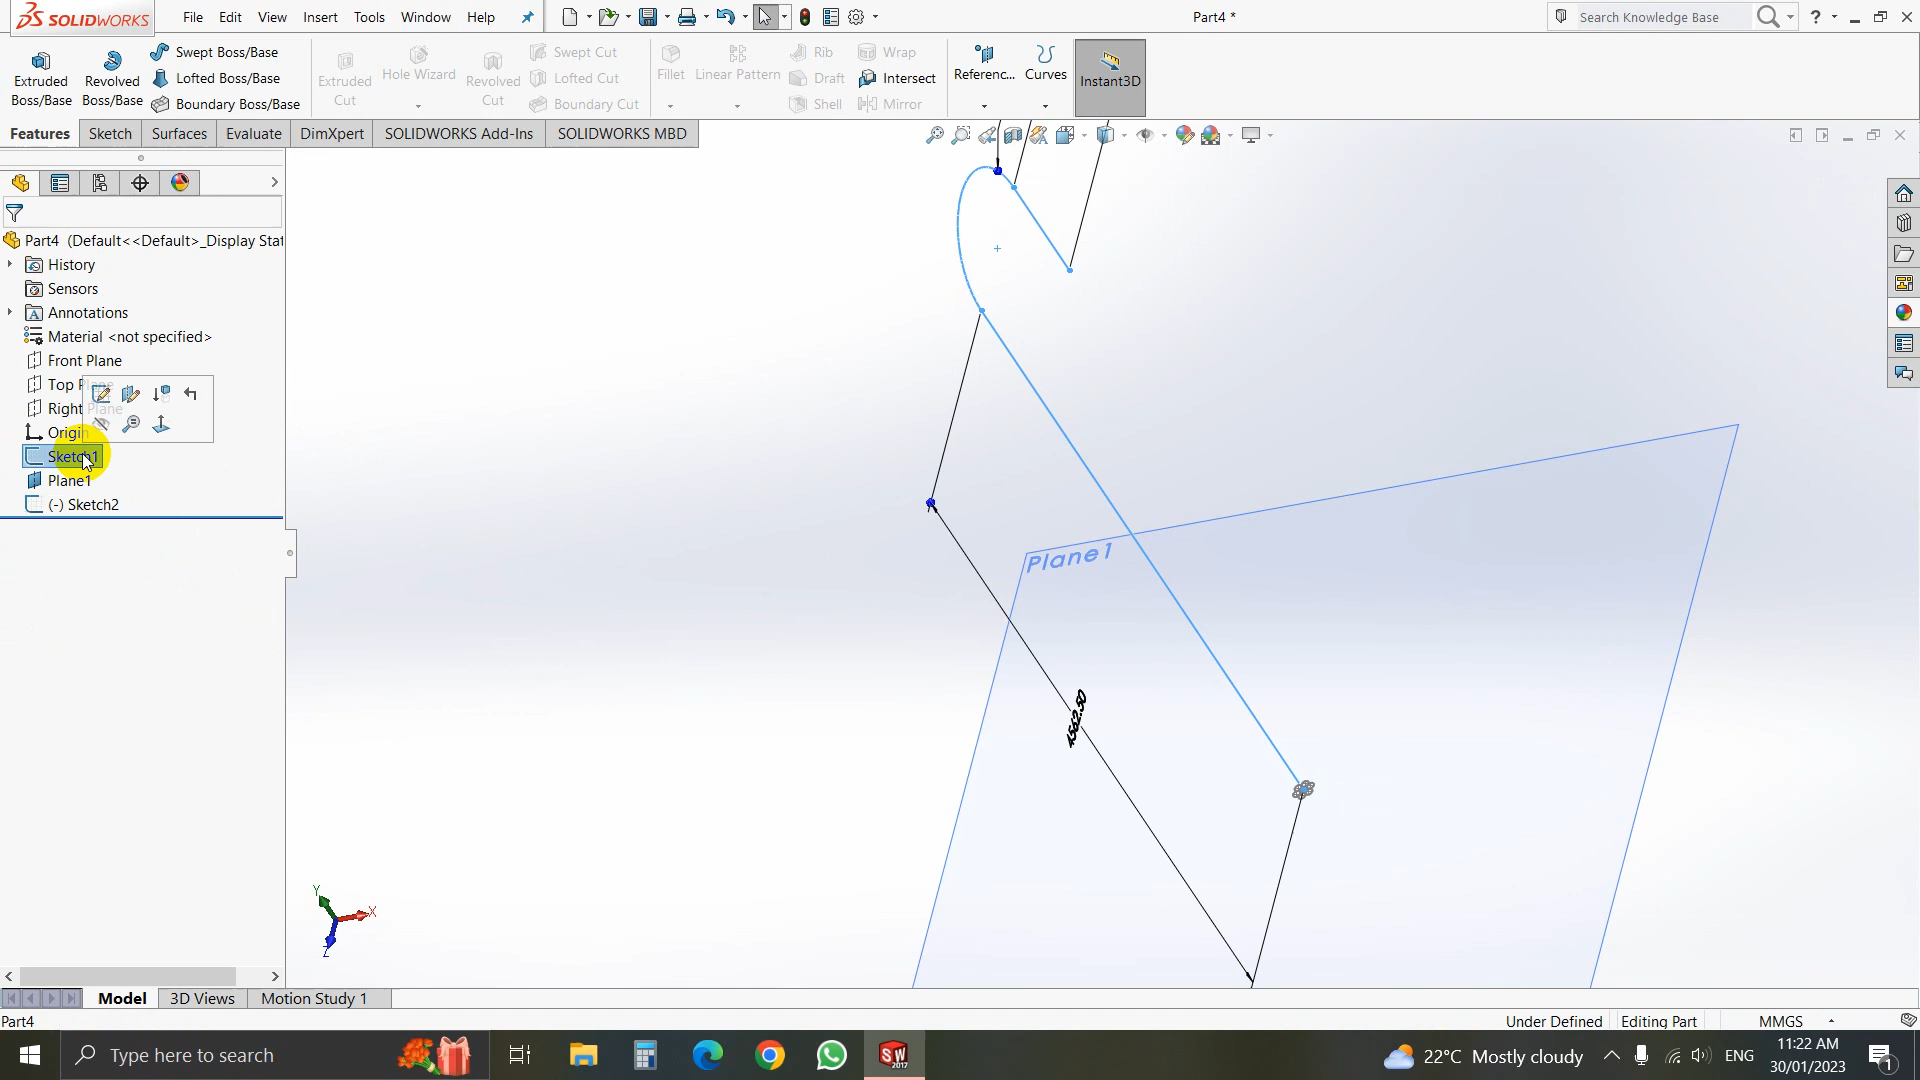 SOLIDWORKS File Edit View Insert Tools Window Help Part4 * Search Knowledge Base ?
Extruded Boss/Base
Revolved Boss/Base
Swept Boss/Base
Lofted Boss/Base
Boundary Boss/Base
Extruded Cut
Hole Wizard
Revolved Cut
Swept Cut
Lofted Cut
Boundary Cut
Fillet
Linear Pattern
Rib
Draft
Shell
Wrap
Intersect
Mirror
Referenc...
Curves
Instant3D
Features Sketch Surfaces Evaluate DimXpert SOLIDWORKS Add-Ins SOLIDWORKS MBD
Part4 (Default<<Default>_Display Stat
History
Sensors
Annotations
Material <not specified>
Front Plane
Top Plane
Right Plane
Origin
Sketch1
Plane1
(-) Sketch2
Plane1
Y
X
Z
Model 3D Views Motion Study 1
Part4 Under Defined Editing Part MMGS
Type here to search
SW
2017
22°C Mostly cloudy ENG
11:22 AM
30/01/2023
1